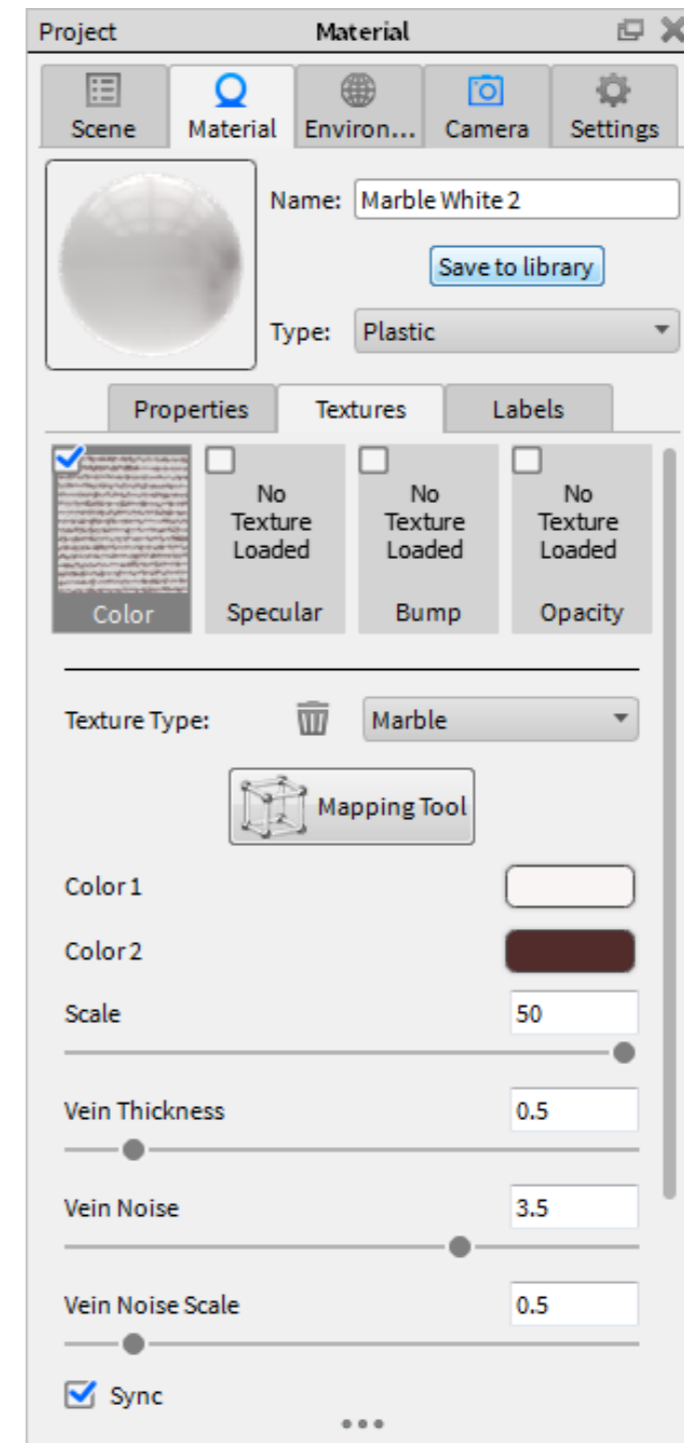 Project Material
Scene Material Environ... Camera Settings
Name: Marble White 2
Save to library
Type: Plastic
Properties Textures Labels
No Texture Loaded
No Texture Loaded
No Texture Loaded
Color Specular Bump Opacity
Texture Type: Marble
Mapping Tool
Color 1
Color 2
Scale 50
Vein Thickness 0.5
Vein Noise 3.5
Vein Noise Scale 0.5
Sync